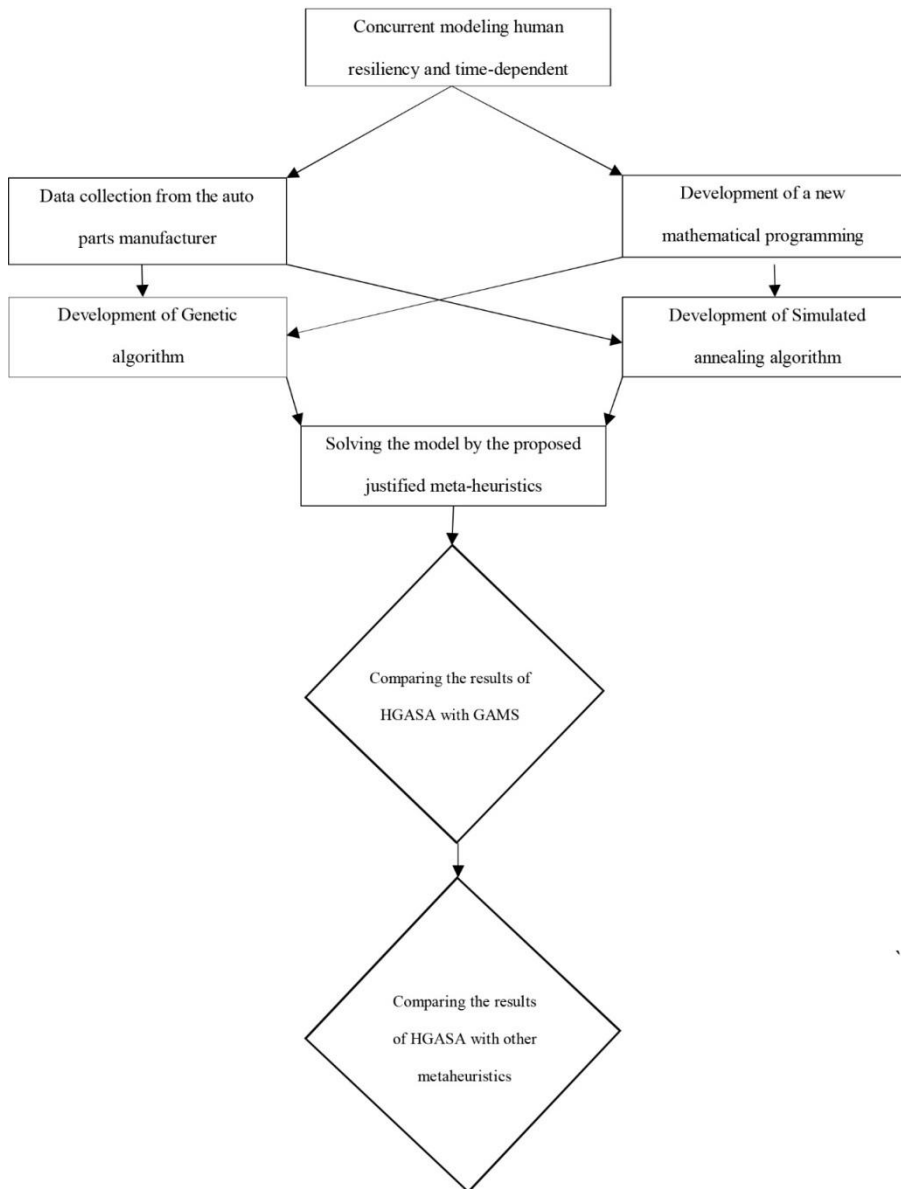 Concurrent modeling human
resiliency and time-dependent
Data collection from the auto
parts manufacturer
Development of a new
mathematical programming
Development of Genetic
algorithm
Development of Simulated
annealing algorithm
Solving the model by the proposed
justified meta-heuristics
Comparing the results of
HGASA with GAMS
Comparing the results
of HGASA with other
metaheuristics
`